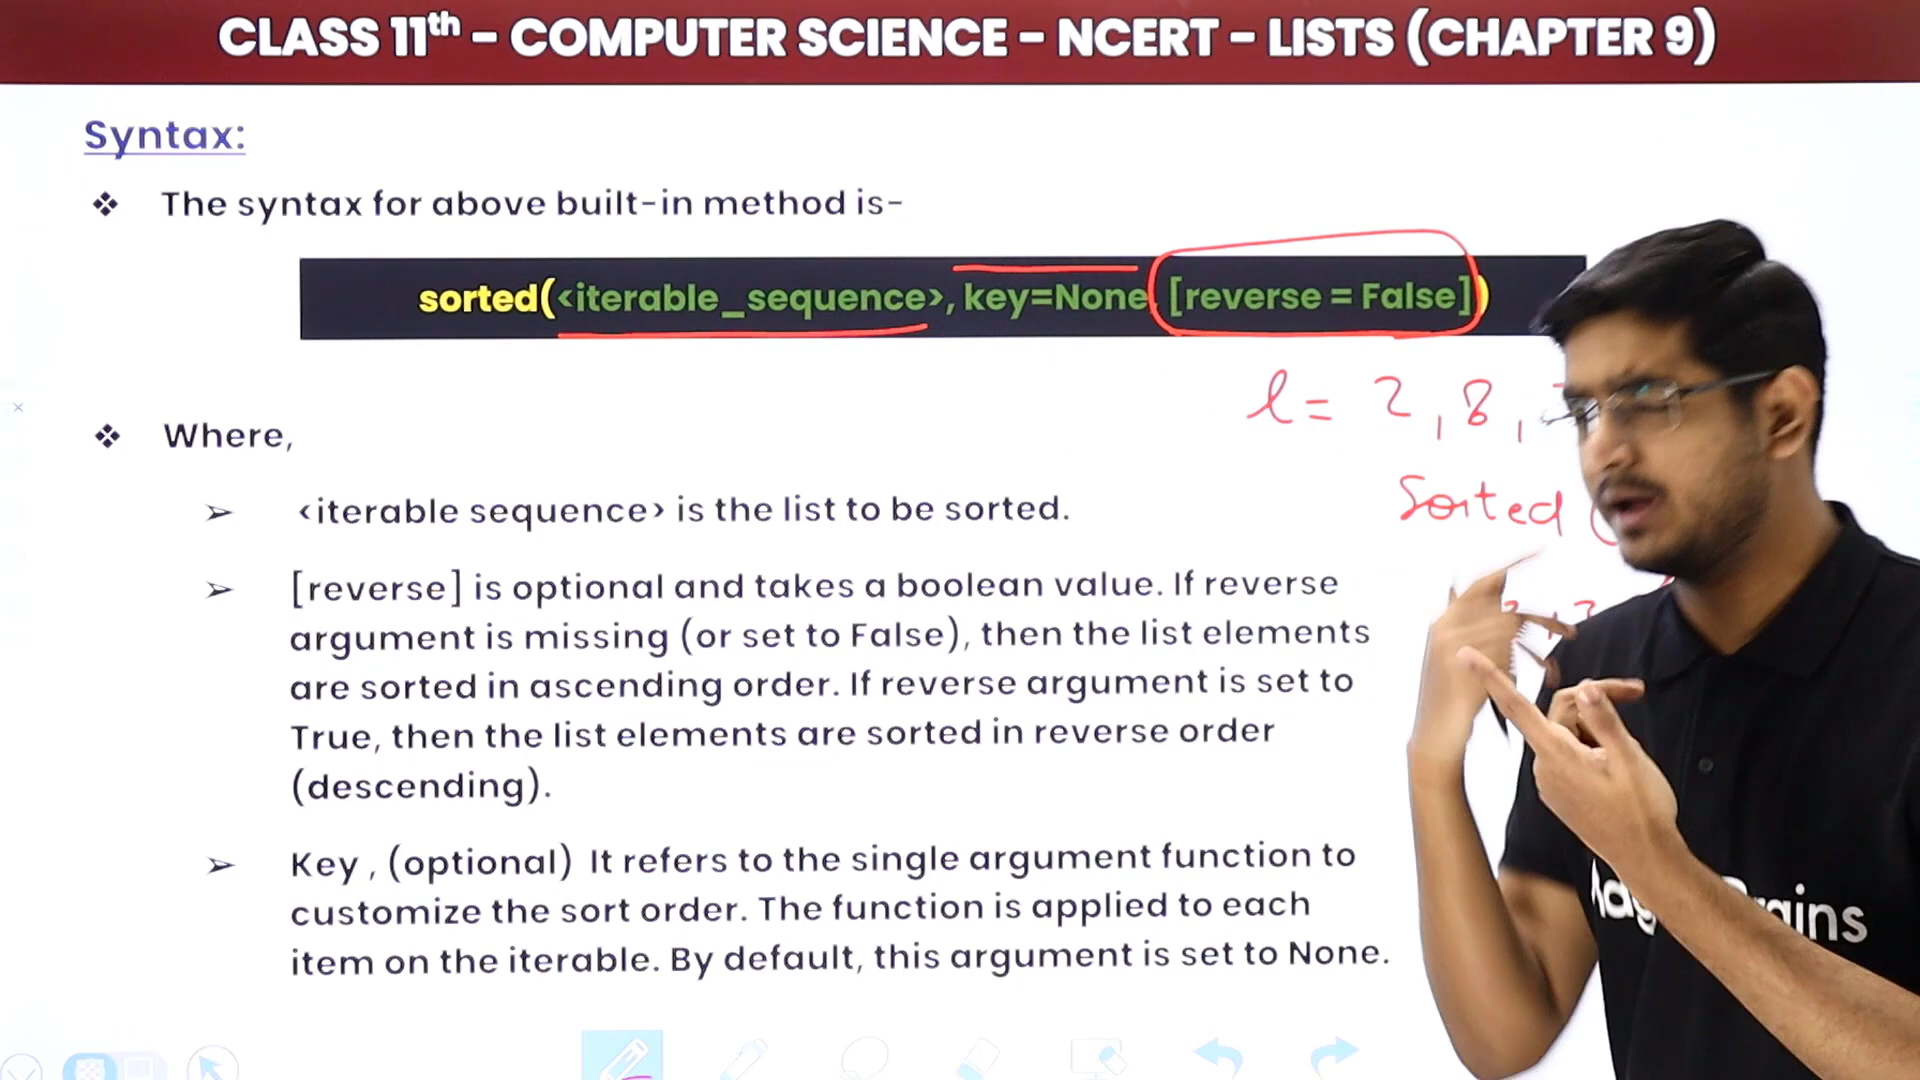 CLASS 11th – COMPUTER SCIENCE – NCERT – LISTS (CHAPTER 9)
Syntax:
❖ The syntax for above built-in method is-
sorted(<iterable_sequence>, key=None, [reverse = False])
l = 2, 8,
❖ Where,
Sorted (
➢ <iterable sequence> is the list to be sorted.
➢ [reverse] is optional and takes a boolean value. If reverse
argument is missing (or set to False), then the list elements
are sorted in ascending order. If reverse argument is set to
True, then the list elements are sorted in reverse order
(descending).
➢ Key , (optional) It refers to the single argument function to
customize the sort order. The function is applied to each
item on the iterable. By default, this argument is set to None.